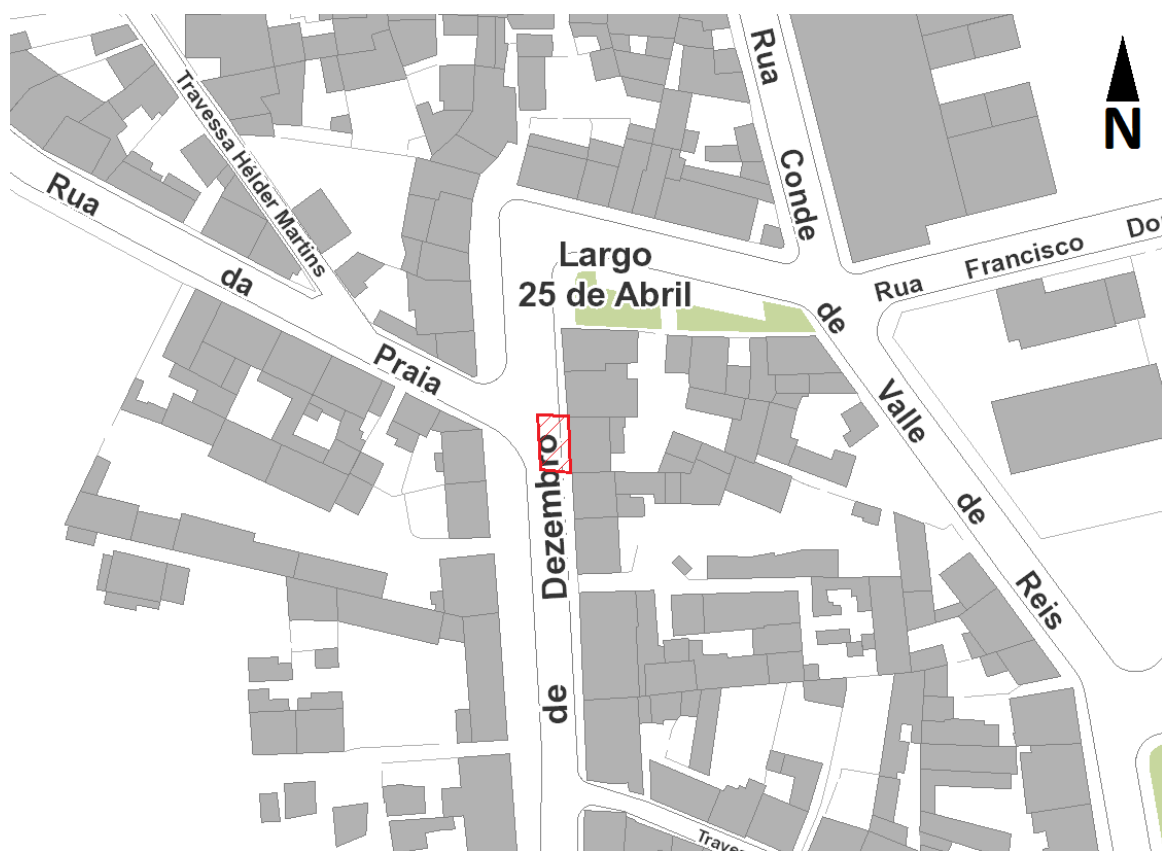 Rua
Conde
de
Valle
de
Reis
N
Travessa Hélder Martins
Rua
da
Praia
Largo
25 de Abril
Rua Francisco
de
Dezembro